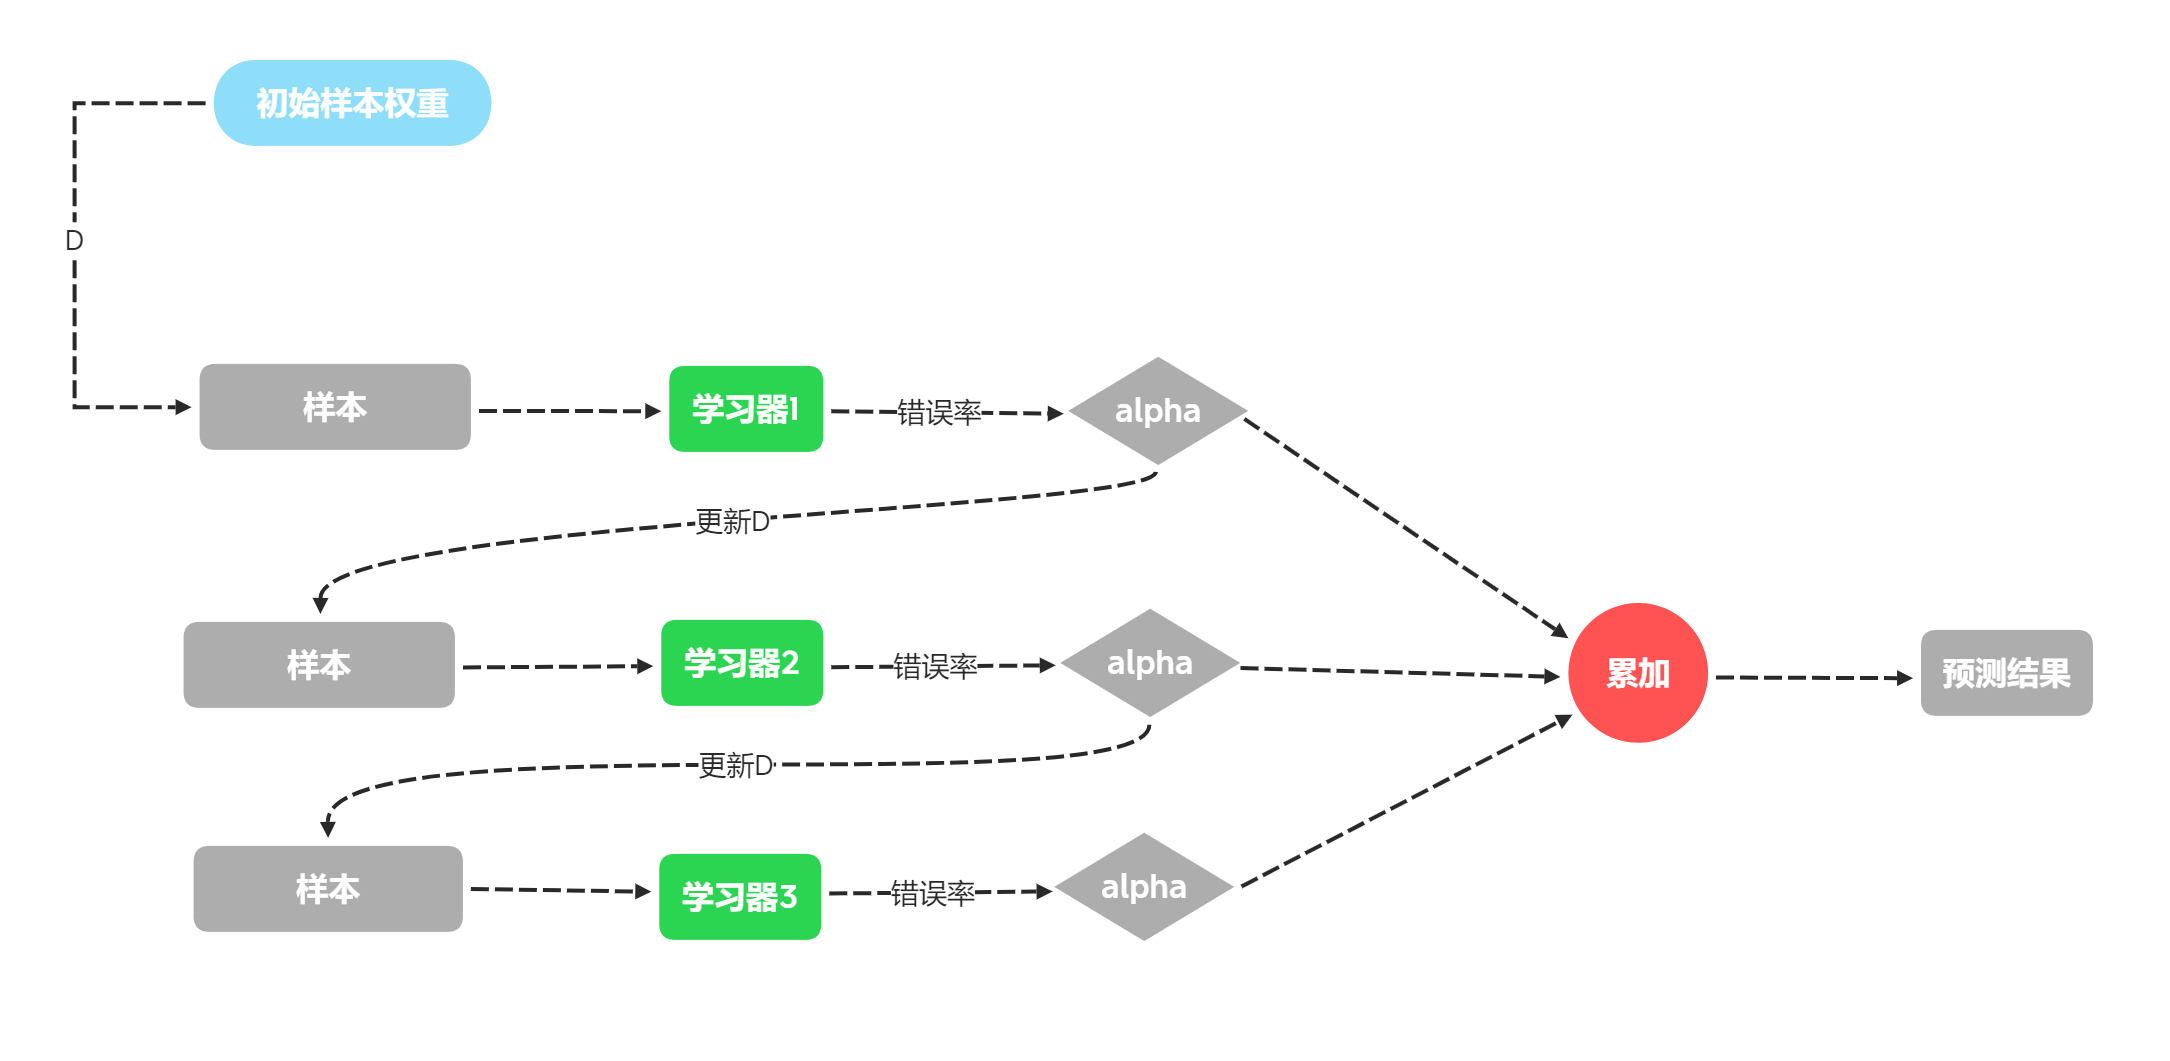 初始样本权重
D
样本
学习器1
错误率
alpha
更新D
样本
学习器2
错误率
alpha
累加
预测结果
更新D
样本
学习器3
错误率
alpha